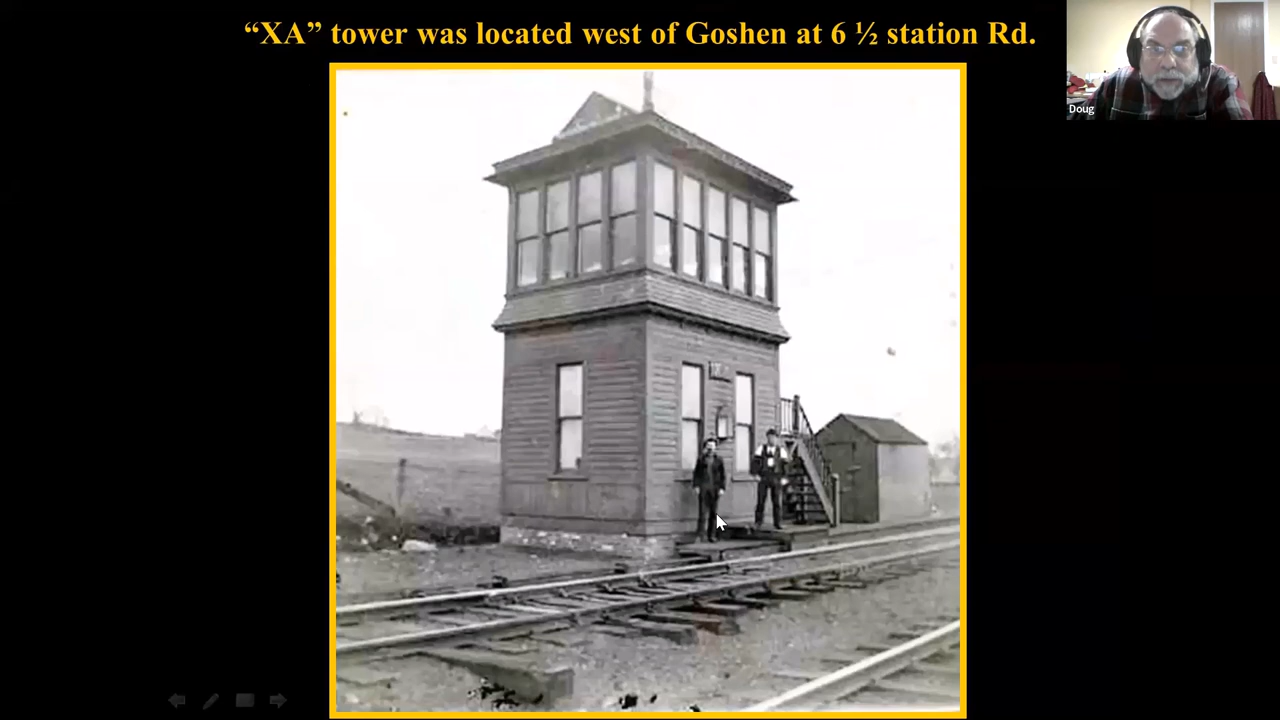 “XA” tower was located west of Goshen at 6 ½ station Rd.
Doug